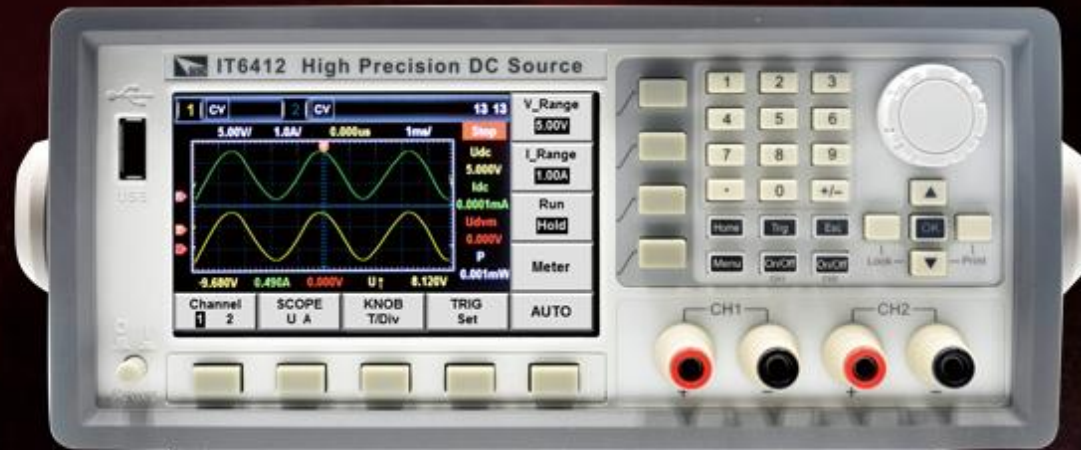 IT6412 High Precision DC Source
USB
1 CV 2 CV 13 13
5.00V/ 1.0A/ 0.000us 1ms/ Stop
Udc
5.000V
Idc
0.0001mA
Udvm
0.000V
P
0.001mW
-9.680V 0.490A 0.000V U↑ 8.120V
V_Range
5.00V
I_Range
1.00A
Run
Hold
Meter
AUTO
Channel
1 2
SCOPE
U A
KNOB
T/Div
TRIG
Set
Power
1 2 3
4 5 6
7 8 9
. 0 +/-
Home Trig Esc
Menu On/Off On/Off
OK
Lock Print
CH1 CH2
+ - + -